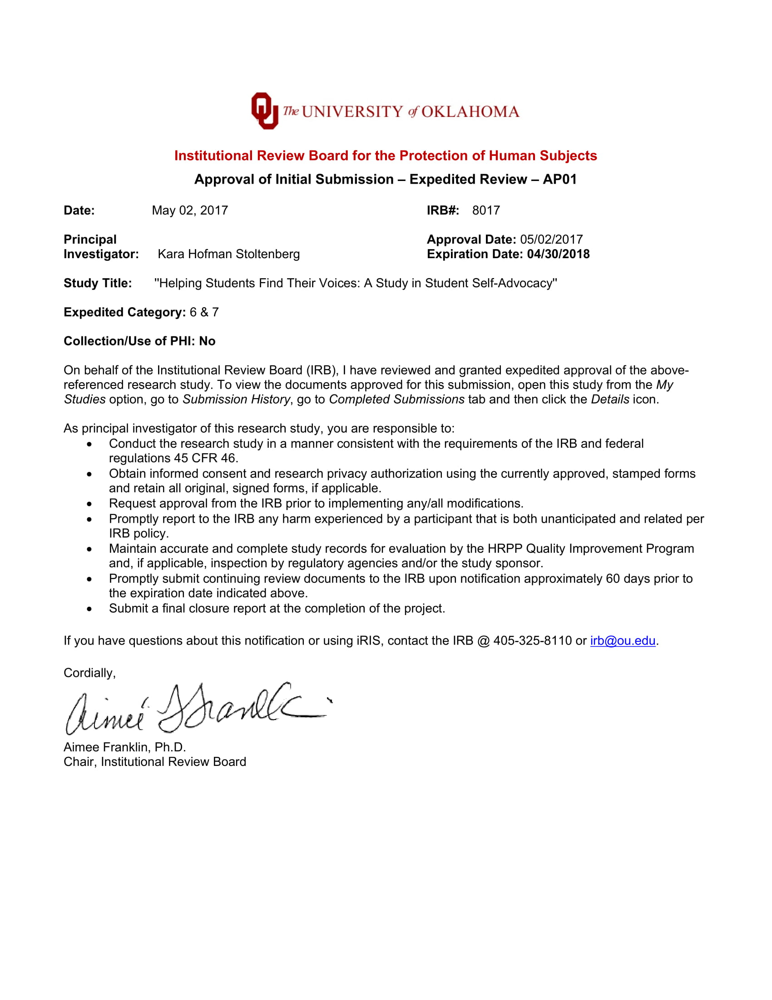 The UNIVERSITY of OKLAHOMA
Institutional Review Board for the Protection of Human Subjects
Approval of Initial Submission – Expedited Review – AP01
Date: May 02, 2017 IRB#: 8017
Principal Approval Date: 05/02/2017
Investigator: Kara Hofman Stoltenberg Expiration Date: 04/30/2018
Study Title: "Helping Students Find Their Voices: A Study in Student Self-Advocacy"
Expedited Category: 6 & 7
Collection/Use of PHI: No
On behalf of the Institutional Review Board (IRB), I have reviewed and granted expedited approval of the above-
referenced research study. To view the documents approved for this submission, open this study from the My
Studies option, go to Submission History, go to Completed Submissions tab and then click the Details icon.
As principal investigator of this research study, you are responsible to:
• Conduct the research study in a manner consistent with the requirements of the IRB and federal
regulations 45 CFR 46.
• Obtain informed consent and research privacy authorization using the currently approved, stamped forms
and retain all original, signed forms, if applicable.
• Request approval from the IRB prior to implementing any/all modifications.
• Promptly report to the IRB any harm experienced by a participant that is both unanticipated and related per
IRB policy.
• Maintain accurate and complete study records for evaluation by the HRPP Quality Improvement Program
and, if applicable, inspection by regulatory agencies and/or the study sponsor.
• Promptly submit continuing review documents to the IRB upon notification approximately 60 days prior to
the expiration date indicated above.
• Submit a final closure report at the completion of the project.
If you have questions about this notification or using iRIS, contact the IRB @ 405-325-8110 or irb@ou.edu.
Cordially,
Aimee Franklin, Ph.D.
Chair, Institutional Review Board